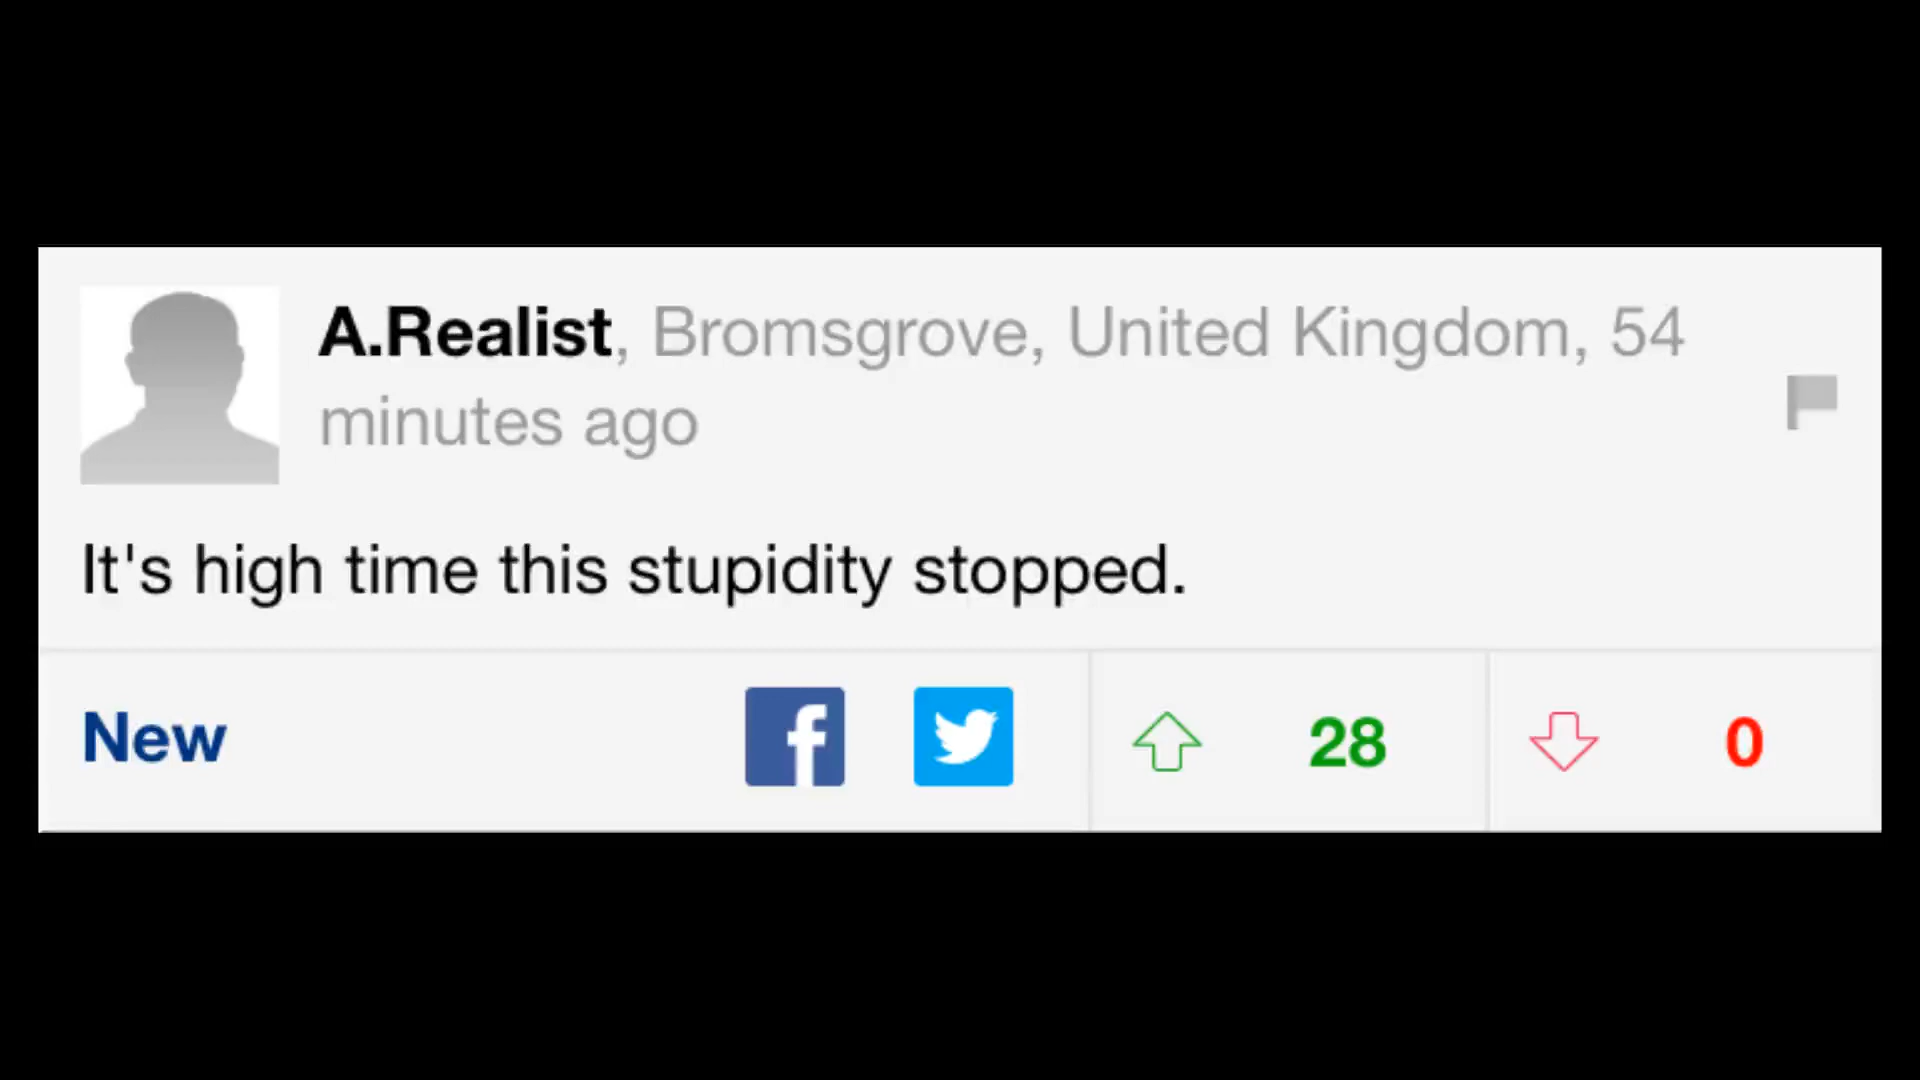 A.Realist, Bromsgrove, United Kingdom, 54
minutes ago
It's high time this stupidity stopped.
New f 28 0